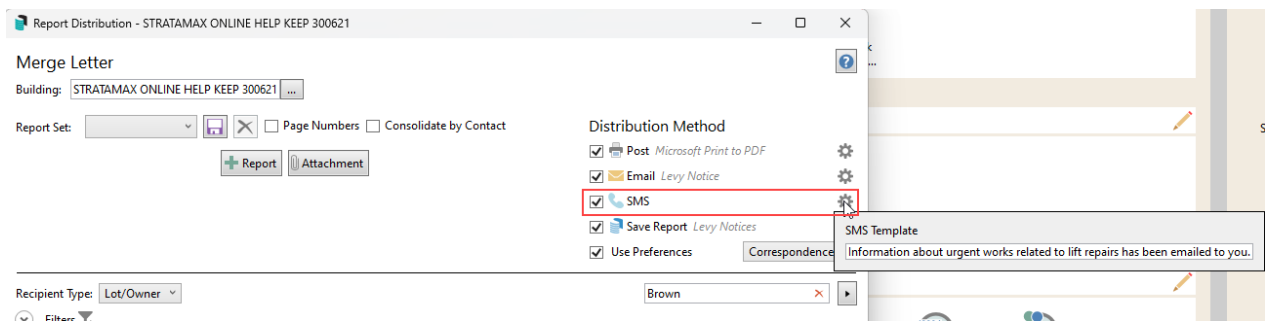 Report Distribution - STRATAMAX ONLINE HELP KEEP 300621
Merge Letter
Building: STRATAMAX ONLINE HELP KEEP 300621 ...
Report Set: Page Numbers Consolidate by Contact
Report Attachment
Distribution Method
Post Microsoft Print to PDF
Email Levy Notice
SMS
Save Report Levy Notices
Use Preferences Correspondence
SMS Template
Information about urgent works related to lift repairs has been emailed to you.
Recipient Type: Lot/Owner Brown
Filters